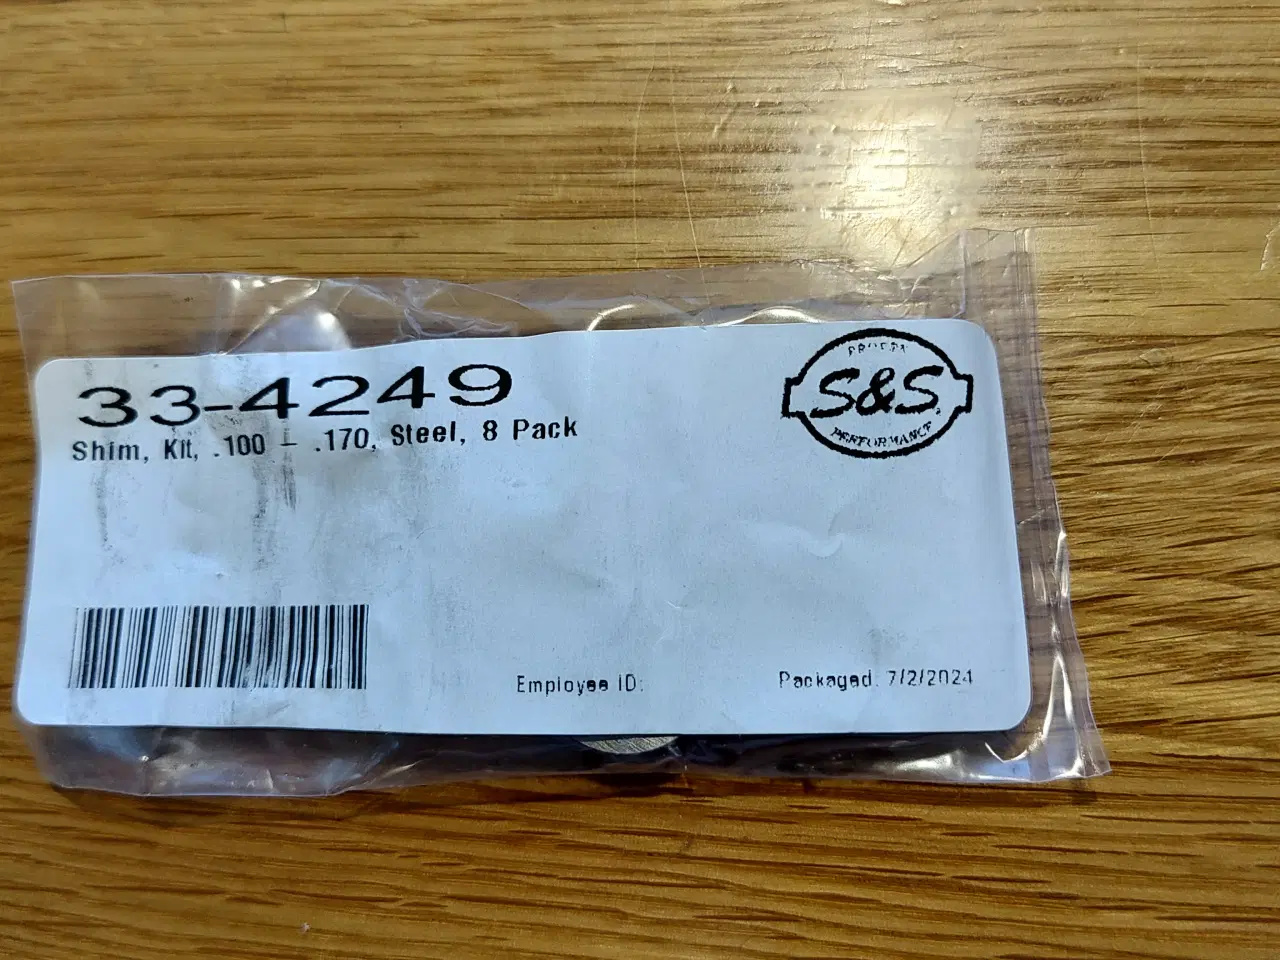 33-4249
Shim, Kit, .100 - .170, Steel, 8 Pack
S&S
PERFORMANCE
Employee ID:
Packaged: 7/2/2024